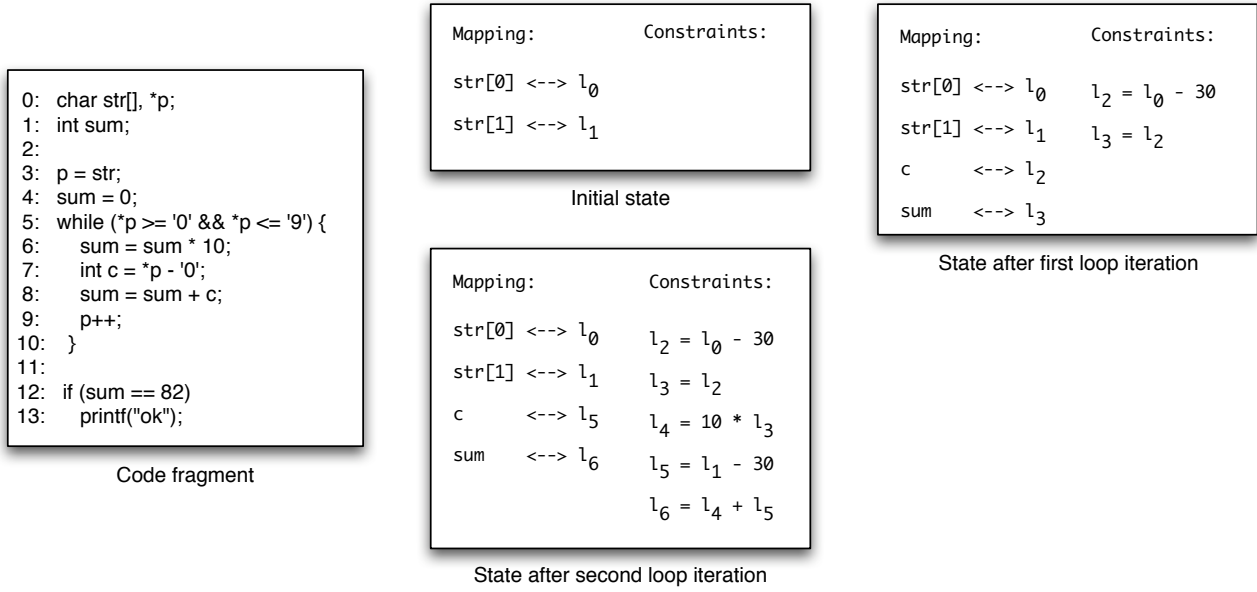 0: char str[], *p;
1: int sum;
2:
3: p = str;
4: sum = 0;
5: while (*p >= '0' && *p <= '9') {
6: sum = sum * 10;
7: int c = *p - '0';
8: sum = sum + c;
9: p++;
10: }
11:
12: if (sum == 82)
13: printf("ok");
Code fragment
Mapping: Constraints:
str[0] <--> l0
str[1] <--> l1
Initial state
Mapping: Constraints:
str[0] <--> l0 l2 = l0 - 30
str[1] <--> l1 l3 = l2
c <--> l2
sum <--> l3
State after first loop iteration
Mapping: Constraints:
str[0] <--> l0 l2 = l0 - 30
str[1] <--> l1 l3 = l2
c <--> l5 l4 = 10 * l3
sum <--> l6 l5 = l1 - 30
l6 = l4 + l5
State after second loop iteration